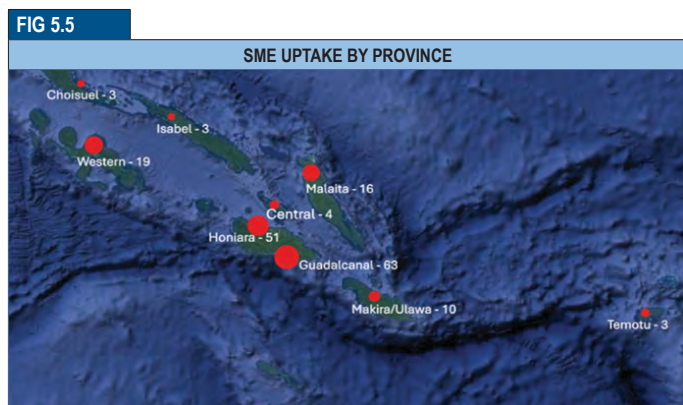 FIG 5.5
SME UPTAKE BY PROVINCE
Choisuel - 3
Isabel - 3
Western - 19
Malaita - 16
Central - 4
Honiara - 51
Guadalcanal - 63
Makira/Ulawa - 10
Temotu - 3